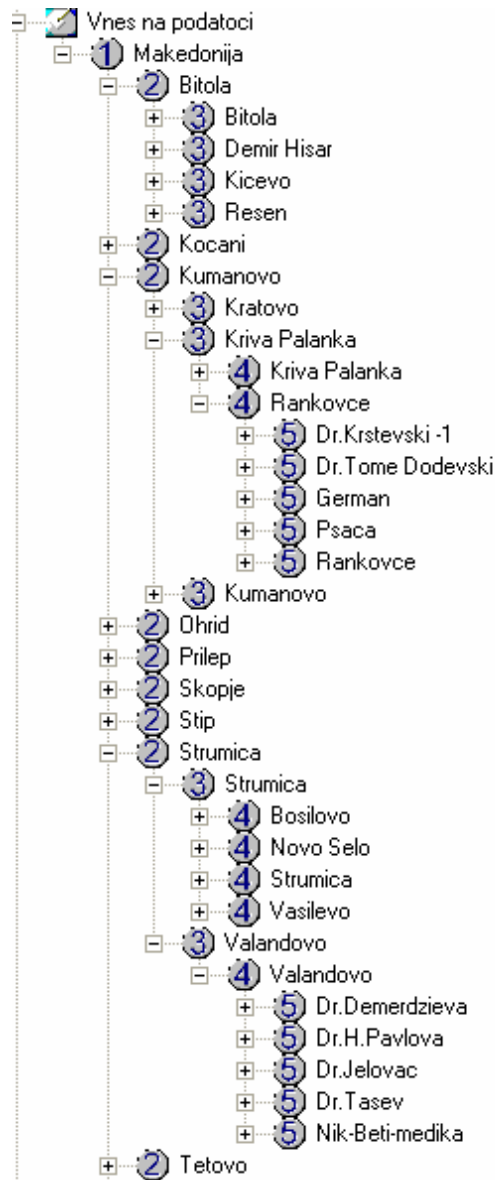 Vnes na podatoci
1 Makedonija
2 Bitola
3 Bitola
3 Demir Hisar
3 Kicevo
3 Resen
2 Kocani
2 Kumanovo
3 Kratovo
3 Kriva Palanka
4 Kriva Palanka
4 Rankovce
5 Dr.Krstevski -1
5 Dr.Tome Dodevski
5 German
5 Psaca
5 Rankovce
3 Kumanovo
2 Ohrid
2 Prilep
2 Skopje
2 Stip
2 Strumica
3 Strumica
4 Bosilovo
4 Novo Selo
4 Strumica
4 Vasilevo
3 Valandovo
4 Valandovo
5 Dr.Demerdzieva
5 Dr.H.Pavlova
5 Dr.Jelovac
5 Dr.Tasev
5 Nik-Beti-medika
2 Tetovo